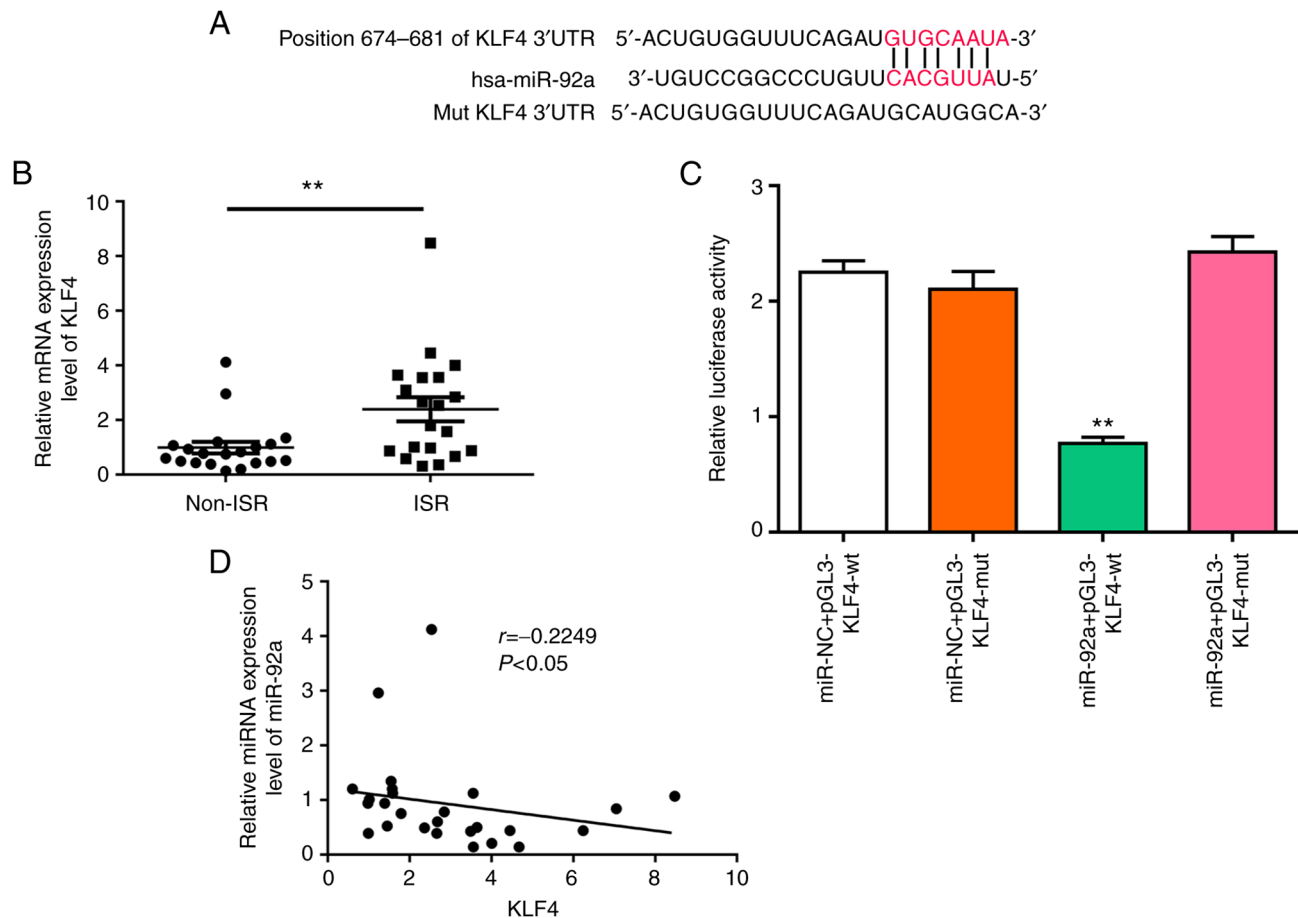 A
Position 674–681 of KLF4 3′UTR 5′-ACUGUGGUUUCAGAUGUGCAAUA-3′
hsa-miR-92a 3′-UGUCCGGCCCUGUUCACGUUAU-5′
Mut KLF4 3′UTR 5′-ACUGUGGUUUCAGAUGCAUGGCA-3′
B
Relative mRNA expression
level of KLF4
10
8
6
4
2
0
**
Non-ISR
ISR
C
Relative luciferase activity
3
2
1
0
**
miR-NC+pGL3-
KLF4-wt
miR-NC+pGL3-
KLF4-mut
miR-92a+pGL3-
KLF4-wt
miR-92a+pGL3-
KLF4-mut
D
Relative miRNA expression
level of miR-92a
5
4
3
2
1
0
r=−0.2249
P<0.05
0 2 4 6 8 10
KLF4